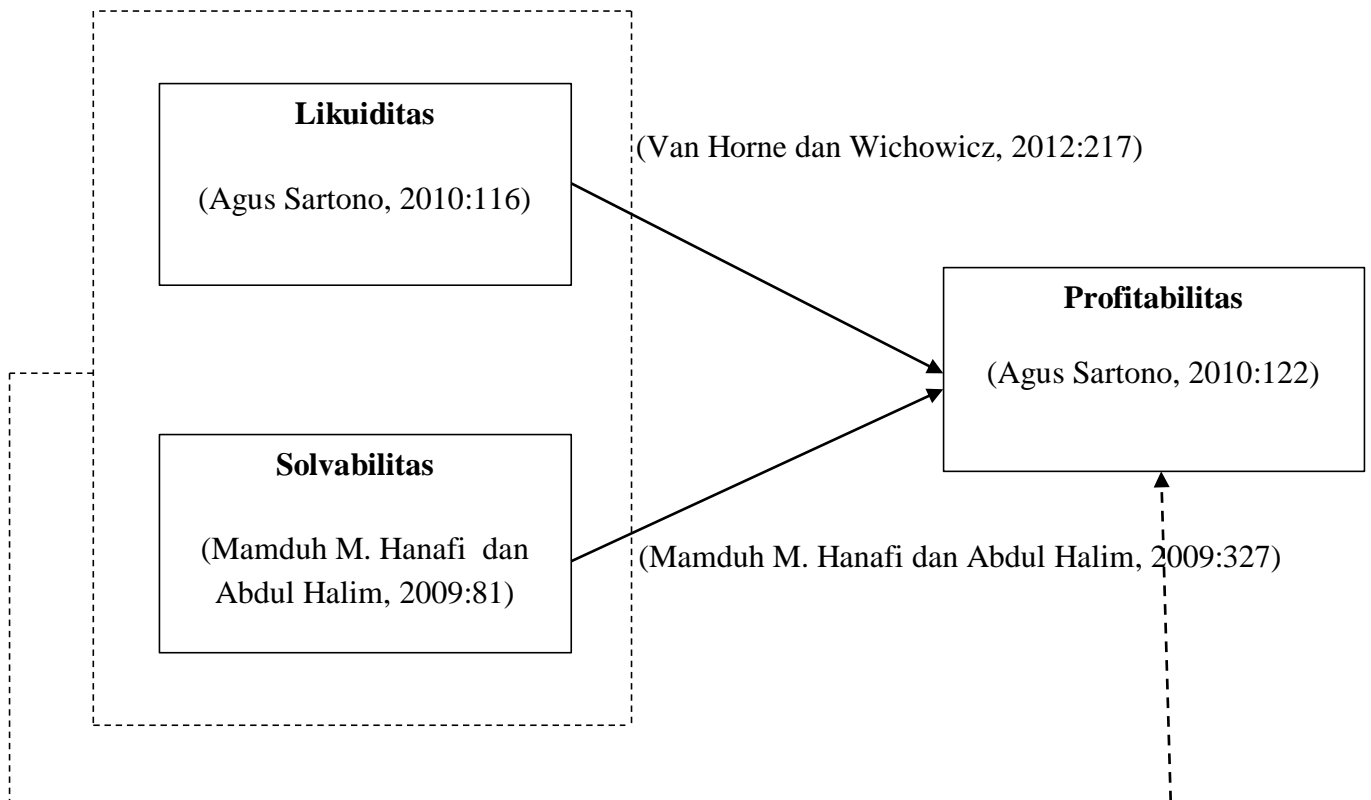 Likuiditas
(Agus Sartono, 2010:116)
(Van Horne dan Wichowicz, 2012:217)
Profitabilitas
(Agus Sartono, 2010:122)
Solvabilitas
(Mamduh M. Hanafi dan
Abdul Halim, 2009:81)
(Mamduh M. Hanafi dan Abdul Halim, 2009:327)